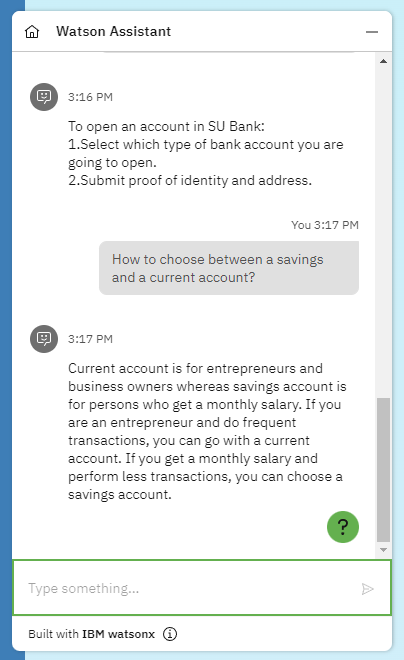 Watson Assistant
3:16 PM
To open an account in SU Bank:
1.Select which type of bank account you are
going to open.
2.Submit proof of identity and address.
You 3:17 PM
How to choose between a savings
and a current account?
3:17 PM
Current account is for entrepreneurs and
business owners whereas savings account is
for persons who get a monthly salary. If you
are an entrepreneur and do frequent
transactions, you can go with a current
account. If you get a monthly salary and
perform less transactions, you can choose a
savings account.
?
Type something...
Built with IBM watsonx